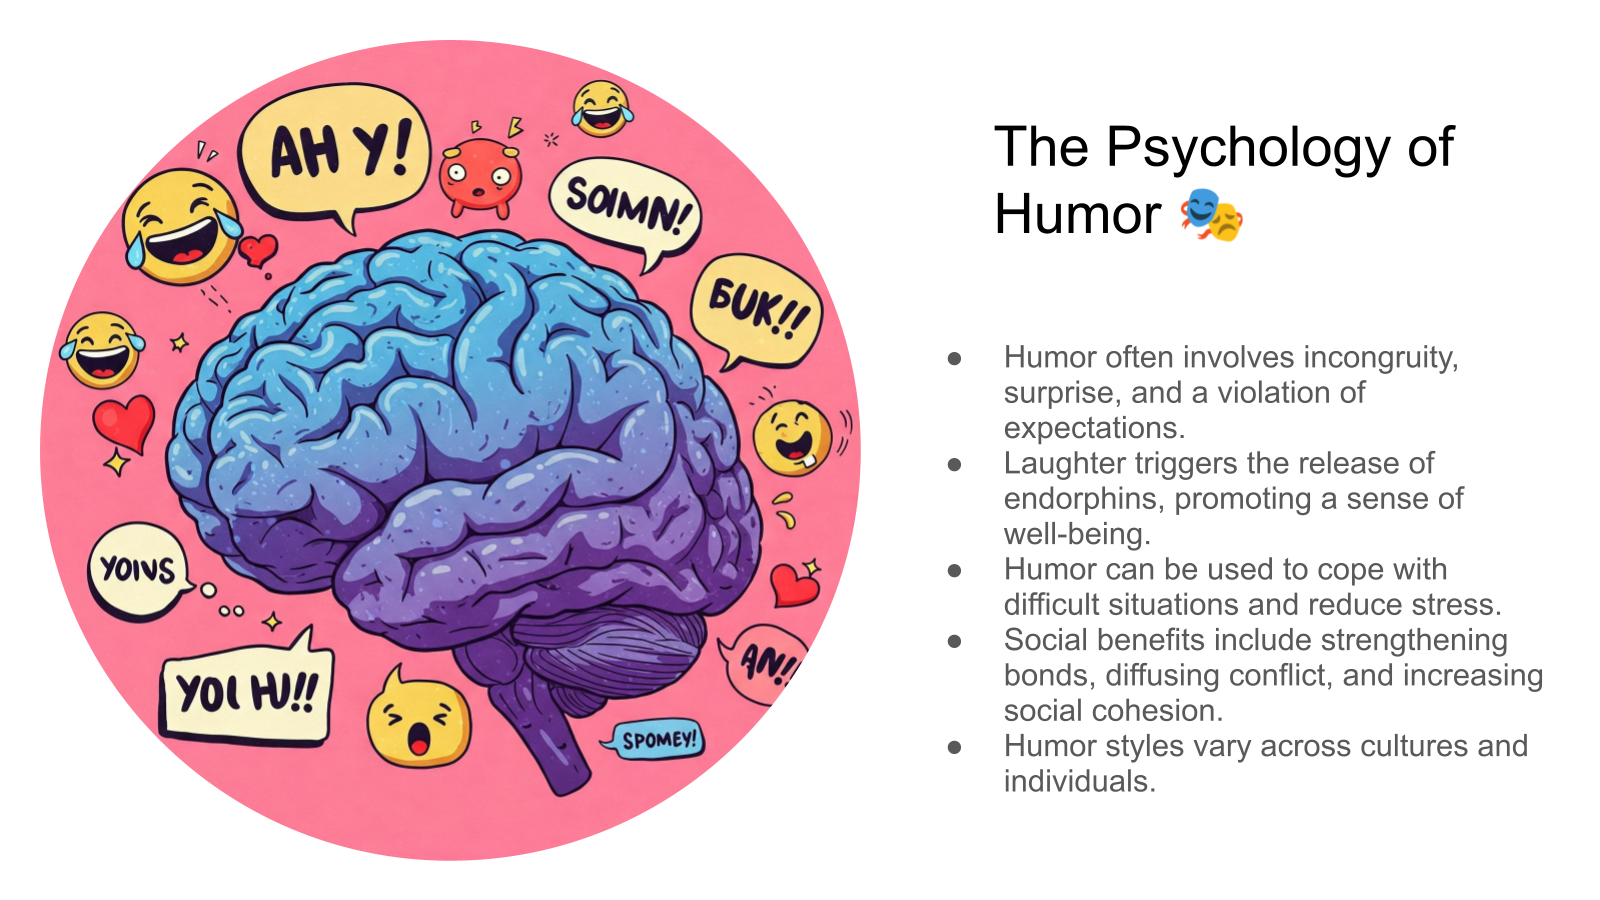 AH Y!
SOIMN!
БUK!!
YOIVS
YOI HJ!!
AN!!
SPOMEY!
The Psychology of
Humor 🎭
● Humor often involves incongruity,
surprise, and a violation of
expectations.
● Laughter triggers the release of
endorphins, promoting a sense of
well-being.
● Humor can be used to cope with
difficult situations and reduce stress.
● Social benefits include strengthening
bonds, diffusing conflict, and increasing
social cohesion.
● Humor styles vary across cultures and
individuals.